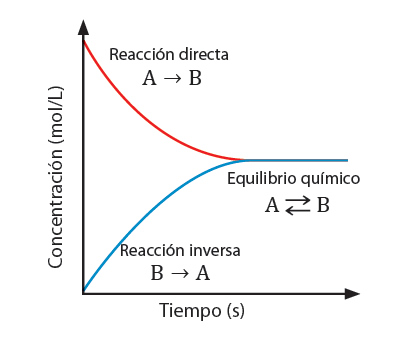 Concentración (mol/L)
Reacción directa
A → B
Equilibrio químico
A ⇄ B
Reacción inversa
B → A
Tiempo (s)